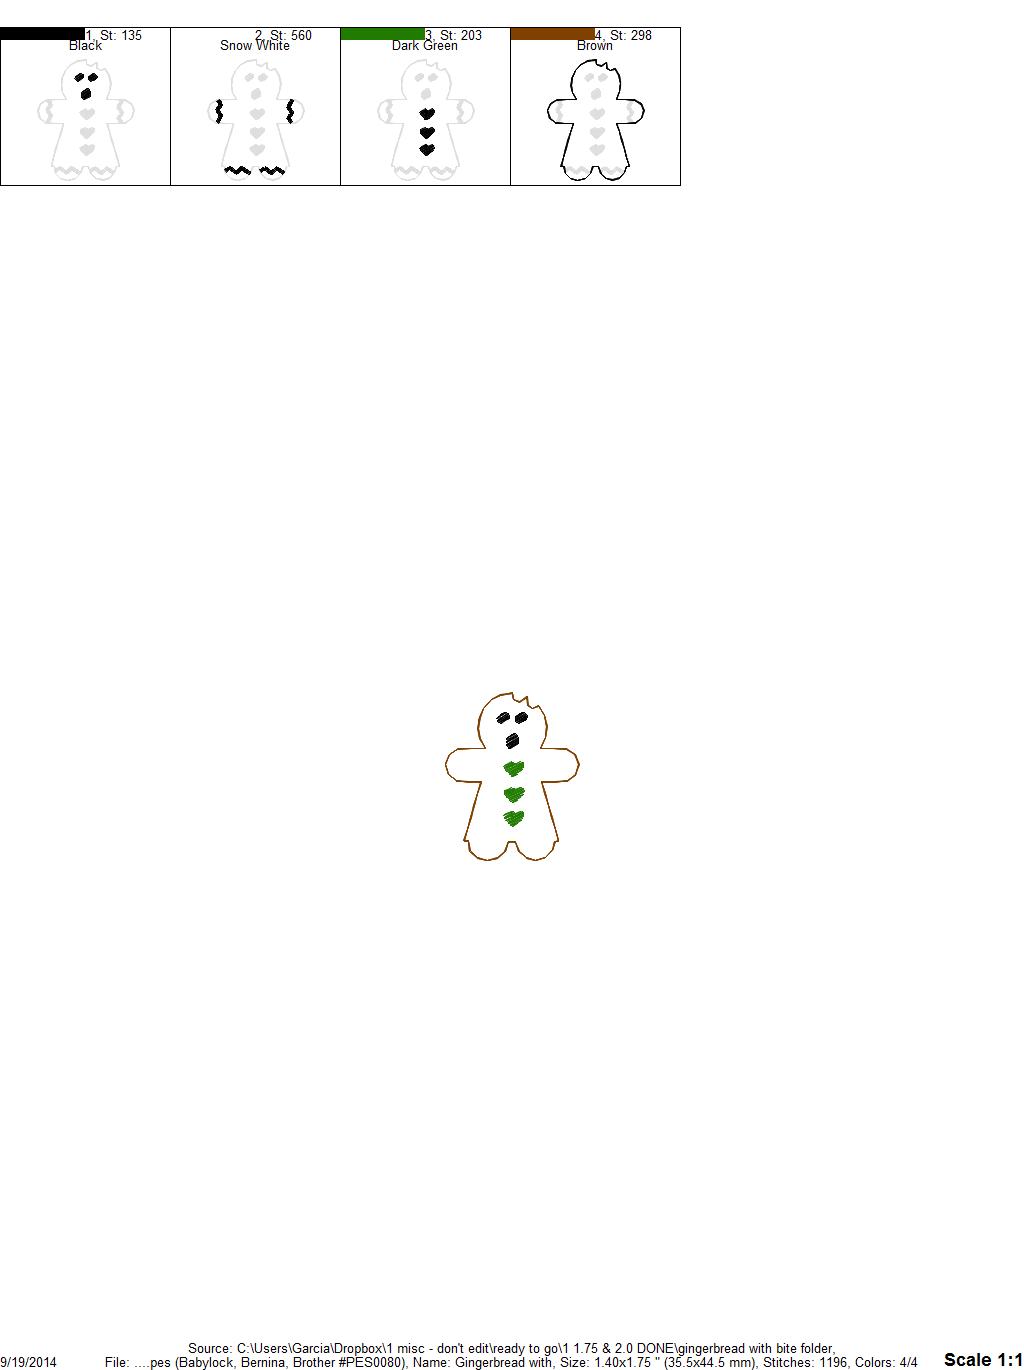 1, St: 135
Black
2, St: 560
Snow White
3, St: 203
Dark Green
4, St: 298
Brown
Source: C:\Users\Garcia\Dropbox\1 misc - don't edit\ready to go\1 1.75 & 2.0 DONE\gingerbread with bite folder,
9/19/2014 File: ....pes (Babylock, Bernina, Brother #PES0080), Name: Gingerbread with, Size: 1.40x1.75 " (35.5x44.5 mm), Stitches: 1196, Colors: 4/4 Scale 1:1